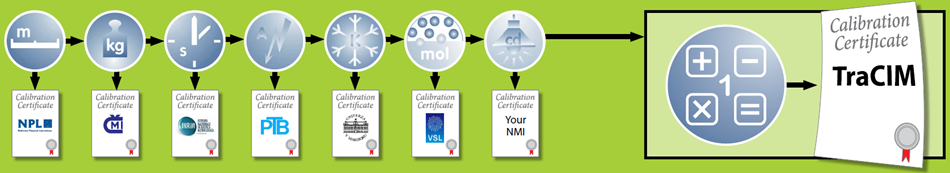 m
kg
s
A
K
mol
cd
Calibration
Certificate
NPL
Calibration
Certificate
ČMI
Calibration
Certificate
Calibration
Certificate
PTB
Calibration
Certificate
Calibration
Certificate
VSL
Calibration
Certificate
Your
NMI
+ −
1
× =
Calibration
Certificate
TraCIM